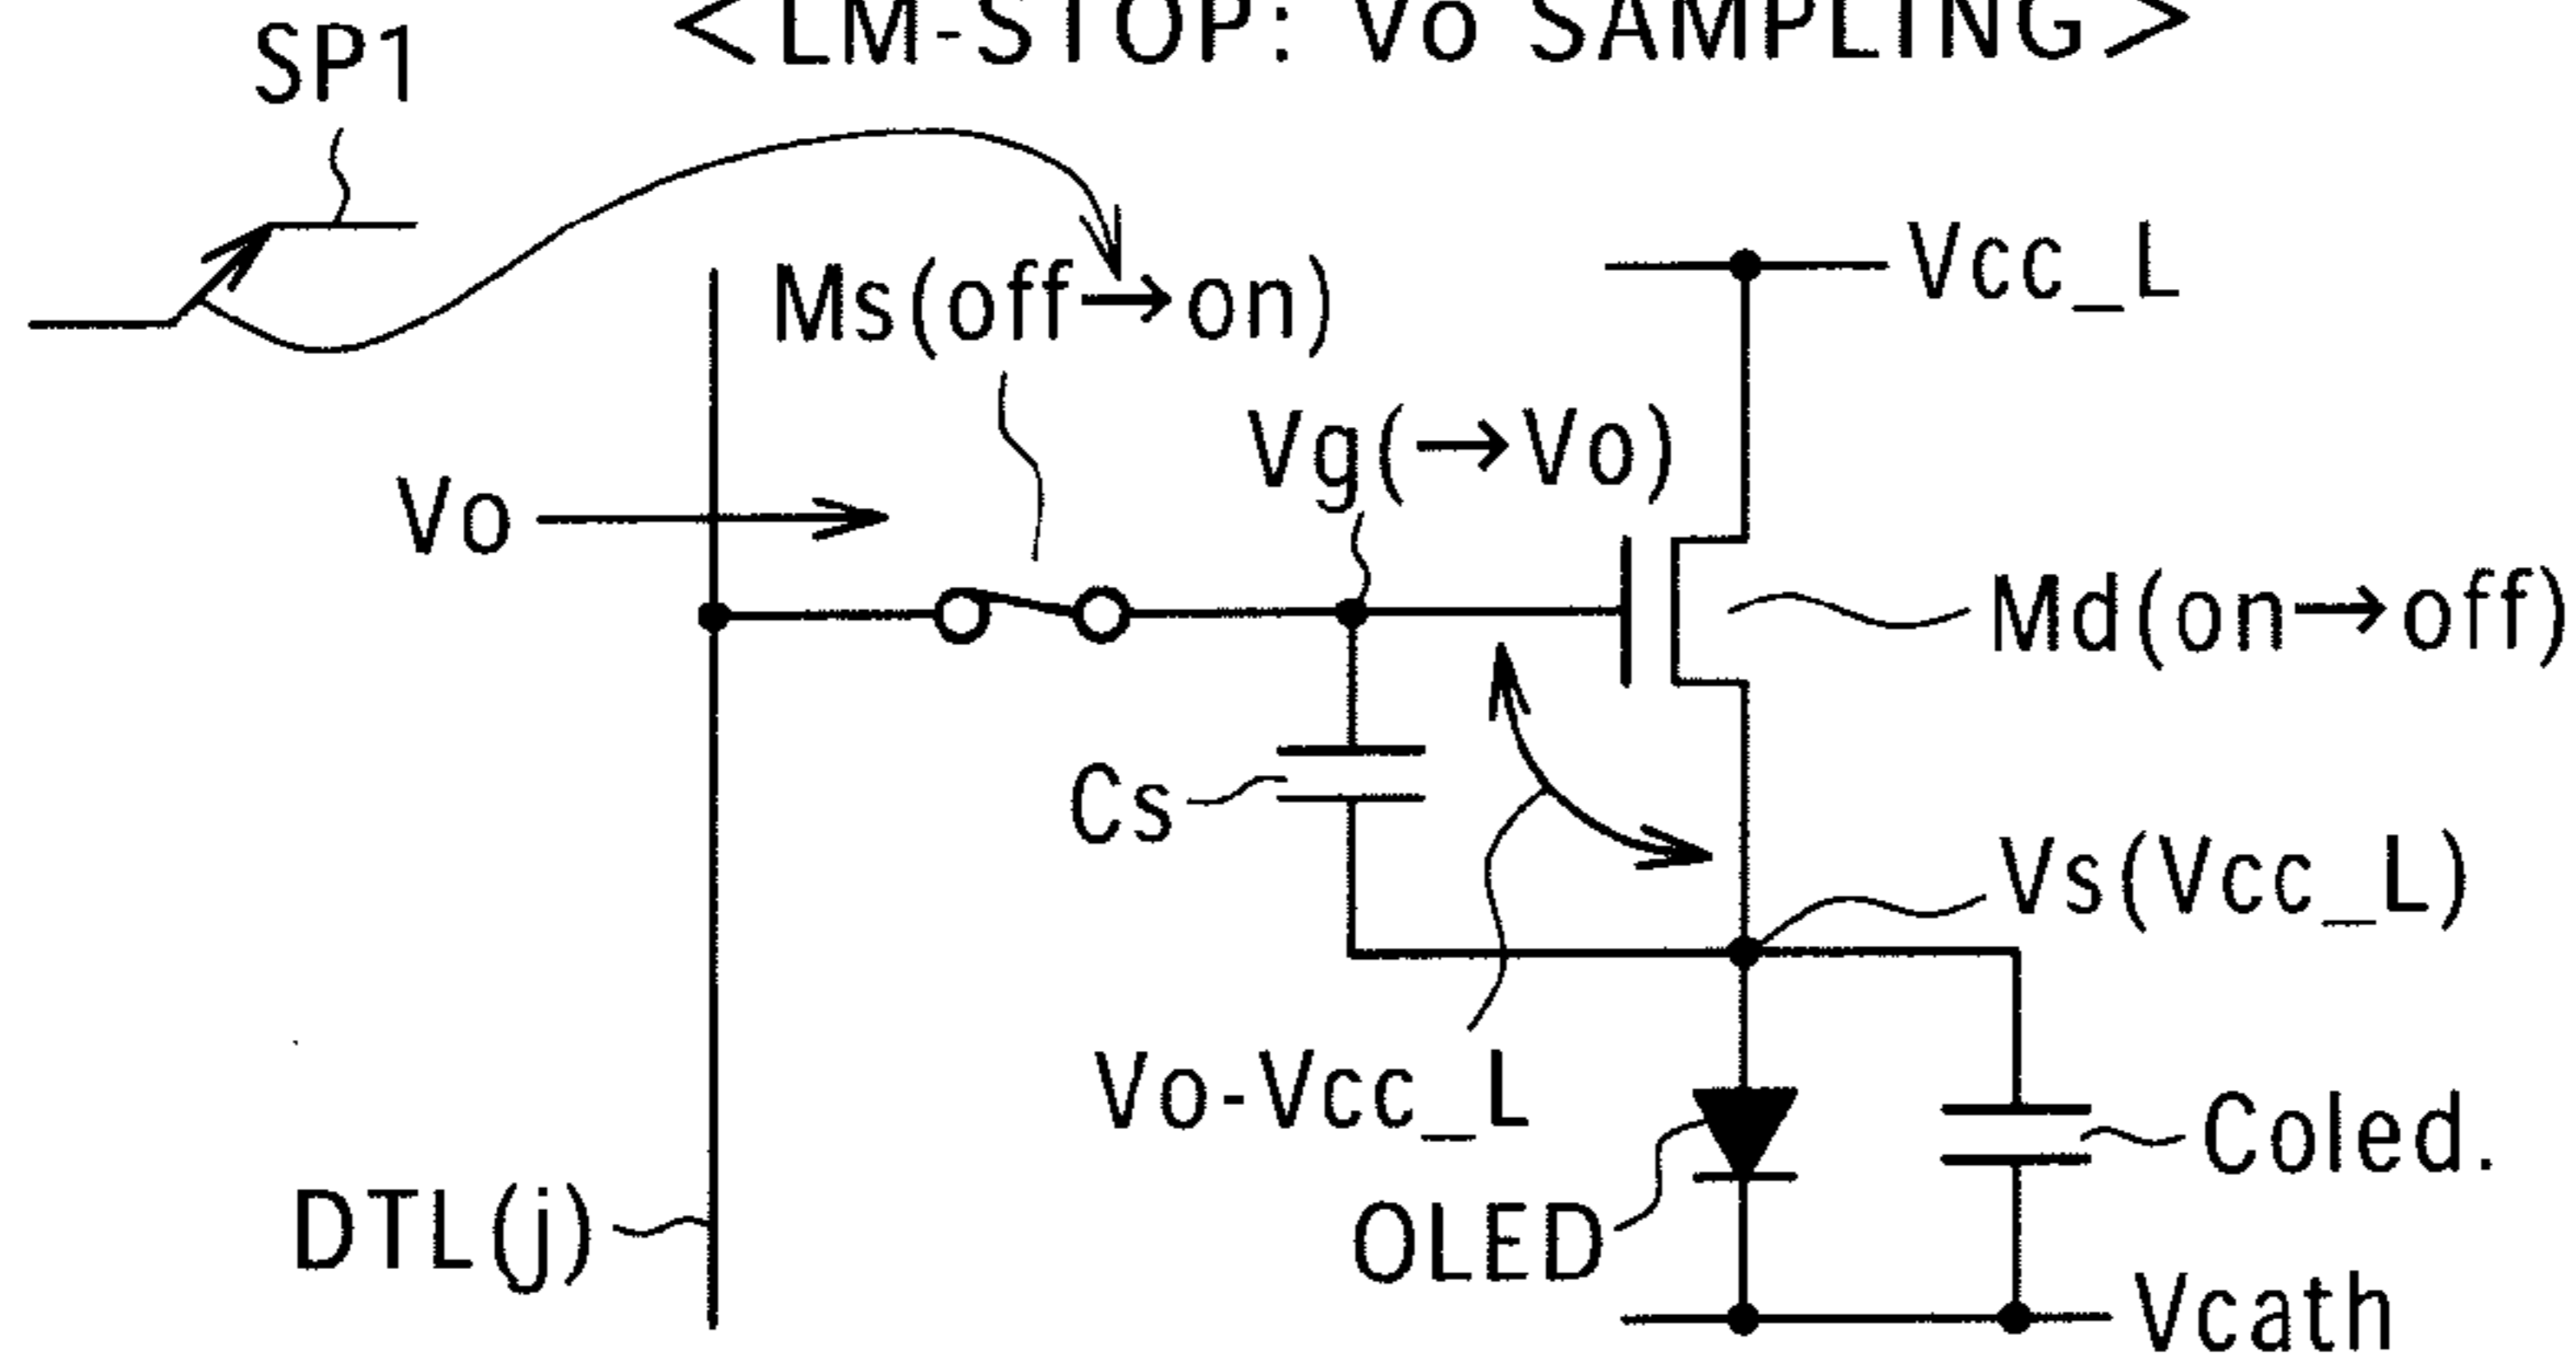 <LM-STOP: Vo SAMPLING>
SP1
Ms(off→on)
Vcc_L
Vg(→Vo)
Vo
Md(on→off)
Cs
Vs(Vcc_L)
Vo-Vcc_L
Coled.
DTL(j)
OLED
Vcath